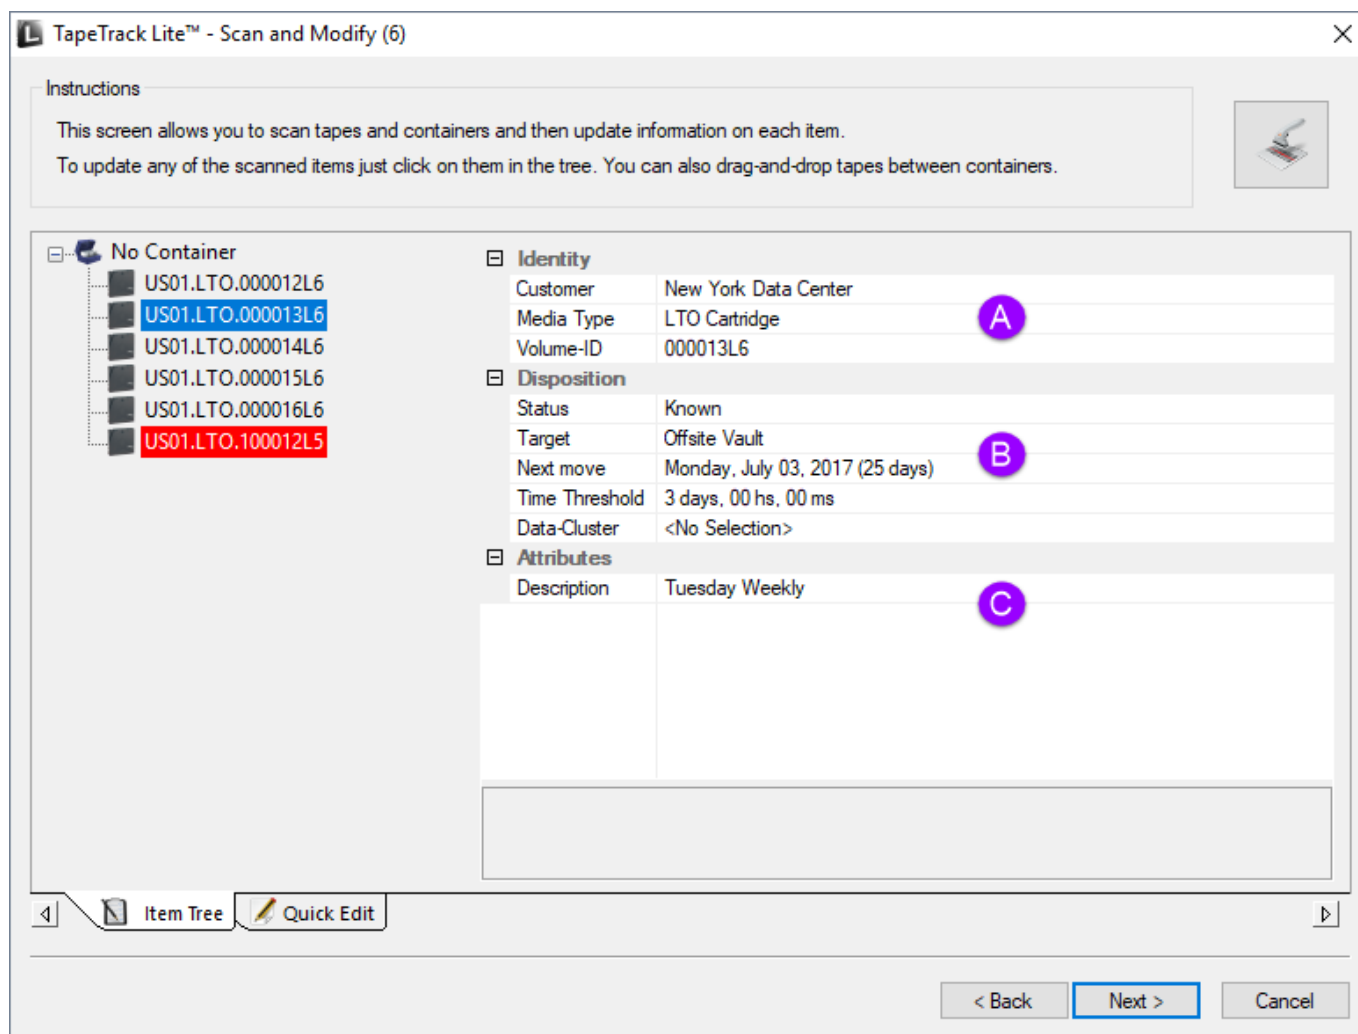 L TapeTrack Lite™ - Scan and Modify (6)
Instructions
This screen allows you to scan tapes and containers and then update information on each item.
To update any of the scanned items just click on them in the tree. You can also drag-and-drop tapes between containers.
No Container
US01.LTO.000012L6
US01.LTO.000013L6
US01.LTO.000014L6
US01.LTO.000015L6
US01.LTO.000016L6
US01.LTO.100012L5
Identity
Customer New York Data Center
Media Type LTO Cartridge
A
Volume-ID 000013L6
Disposition
Status Known
Target Offsite Vault
B
Next move Monday, July 03, 2017 (25 days)
Time Threshold 3 days, 00 hs, 00 ms
Data-Cluster <No Selection>
Attributes
Description Tuesday Weekly
C
Item Tree Quick Edit
< Back Next > Cancel